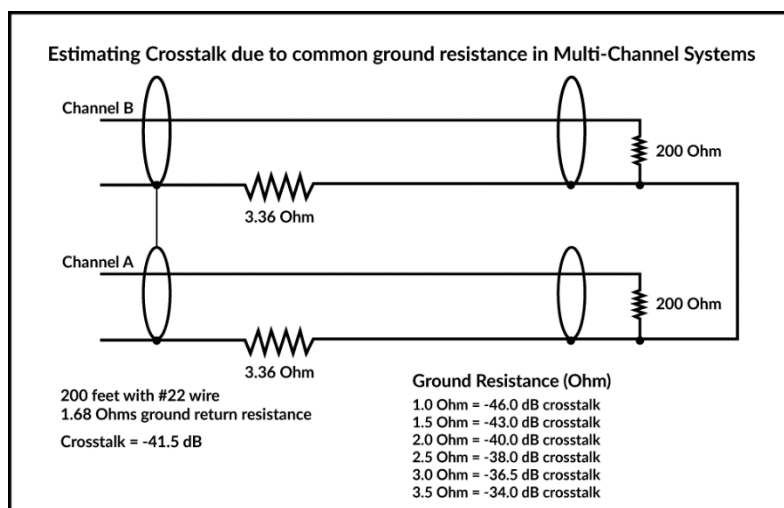 Estimating Crosstalk due to common ground resistance in Multi-Channel Systems
Channel B
200 Ohm
3.36 Ohm
Channel A
200 Ohm
3.36 Ohm
200 feet with #22 wire
1.68 Ohms ground return resistance
Crosstalk = -41.5 dB
Ground Resistance (Ohm)
1.0 Ohm = -46.0 dB crosstalk
1.5 Ohm = -43.0 dB crosstalk
2.0 Ohm = -40.0 dB crosstalk
2.5 Ohm = -38.0 dB crosstalk
3.0 Ohm = -36.5 dB crosstalk
3.5 Ohm = -34.0 dB crosstalk